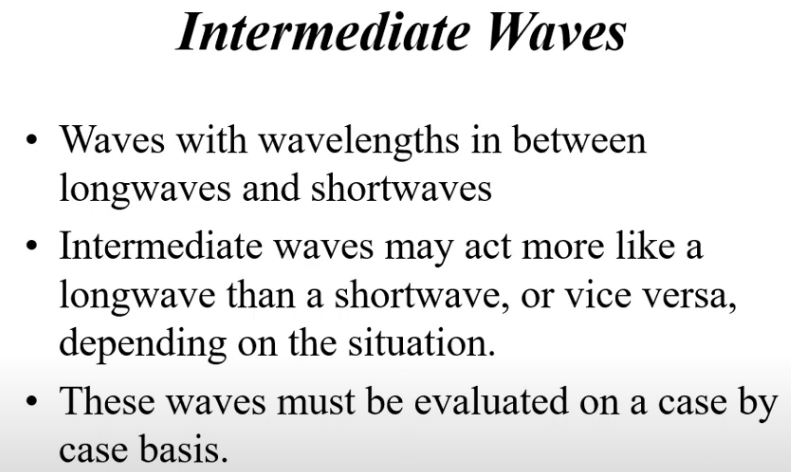 Intermediate Waves
• Waves with wavelengths in between
longwaves and shortwaves
• Intermediate waves may act more like a
longwave than a shortwave, or vice versa,
depending on the situation.
• These waves must be evaluated on a case by
case basis.